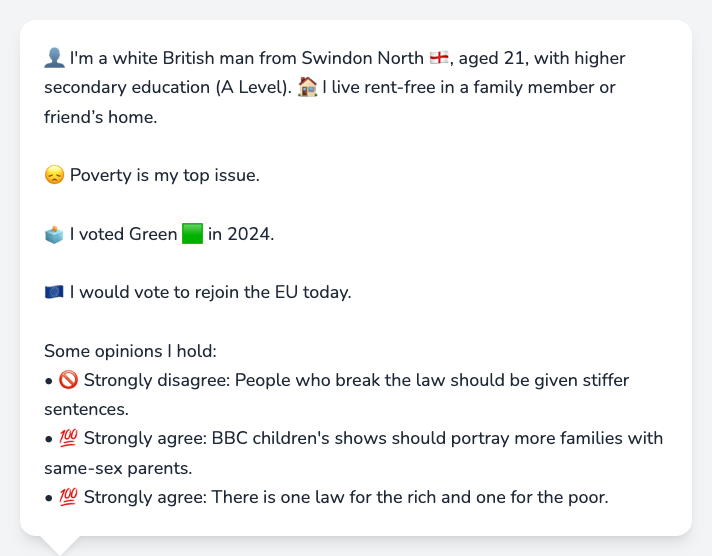 👤 I'm a white British man from Swindon North 🏴󠁧󠁢󠁥󠁮󠁧󠁿, aged 21, with higher
secondary education (A Level). 🏠 I live rent-free in a family member or
friend’s home.
😞 Poverty is my top issue.
🗳️ I voted Green 🟩 in 2024.
🇪🇺 I would vote to rejoin the EU today.
Some opinions I hold:
• 🚫 Strongly disagree: People who break the law should be given stiffer
sentences.
• 💯 Strongly agree: BBC children's shows should portray more families with
same-sex parents.
• 💯 Strongly agree: There is one law for the rich and one for the poor.